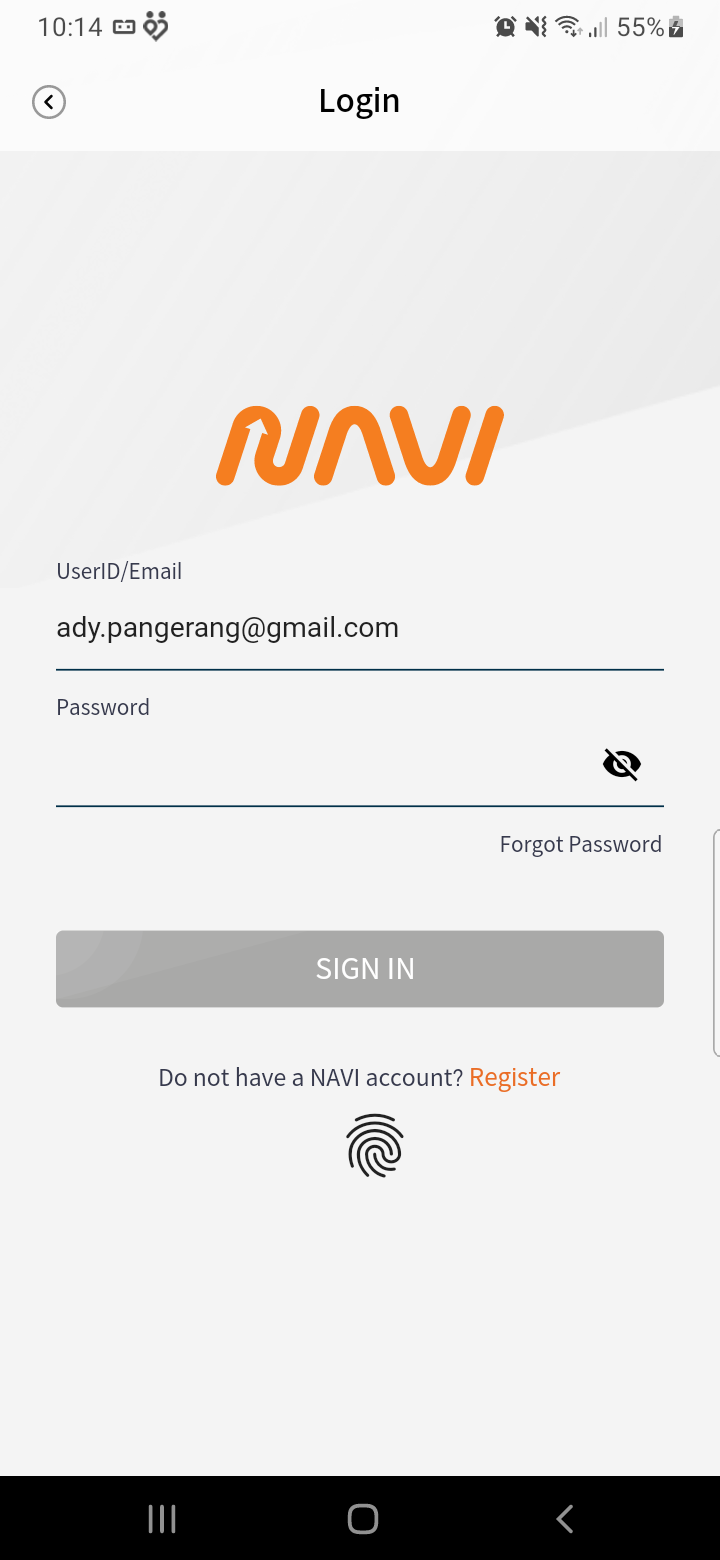 10:14 55%
Login
NAVI
UserID/Email
ady.pangerang@gmail.com
Password
Forgot Password
SIGN IN
Do not have a NAVI account? Register